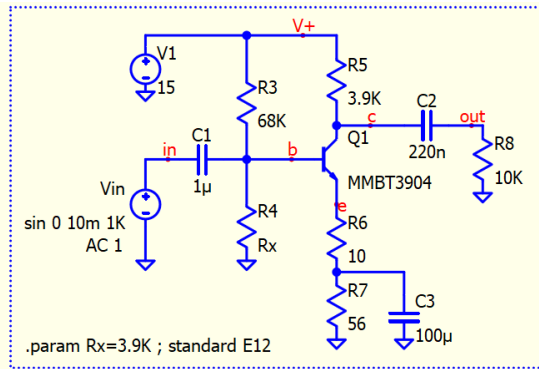 V+
V1
15
R3
68K
R5
3.9K
C2
220n
out
R8
10K
c
Q1
MMBT3904
in
C1
1µ
b
Vin
sin 0 10m 1K
AC 1
R4
Rx
e
R6
10
R7
56
C3
100µ
.param Rx=3.9K ; standard E12